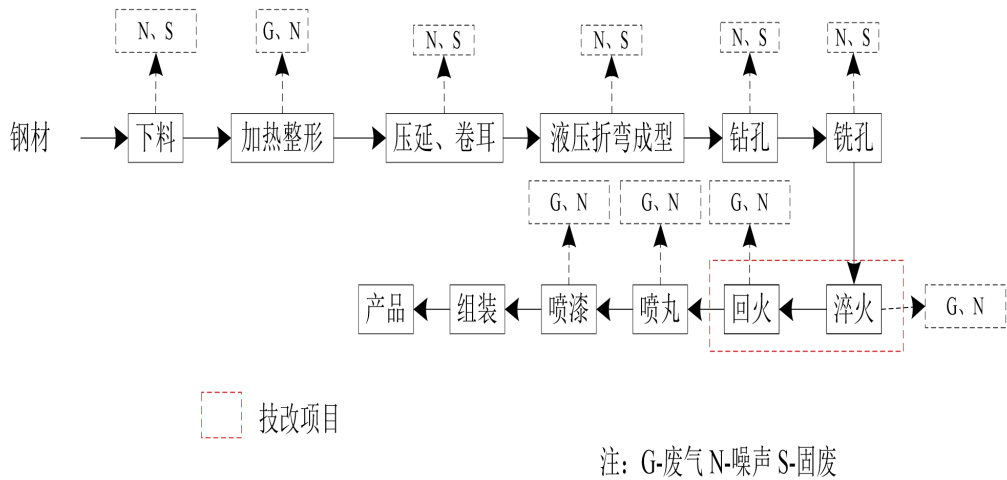 N、S
G、N
N、S
N、S
N、S
N、S
钢材
下料
加热整形
压延、卷耳
液压折弯成型
钻孔
铣孔
G、N
G、N
G、N
产品
组装
喷漆
喷丸
回火
淬火
G、N
技改项目
注：G-废气 N-噪声 S-固废